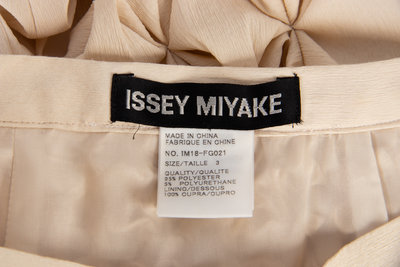 ISSEY MIYAKE
MADE IN CHINA
FABRIQUE EN CHINE
NO. IM18-FG021
SIZE/TAILLE 3
QUALITY/QUALITE
95% POLYESTER
5% POLYURETHANE
LINING/DESSOUS
100% CUPRA/CUPRO